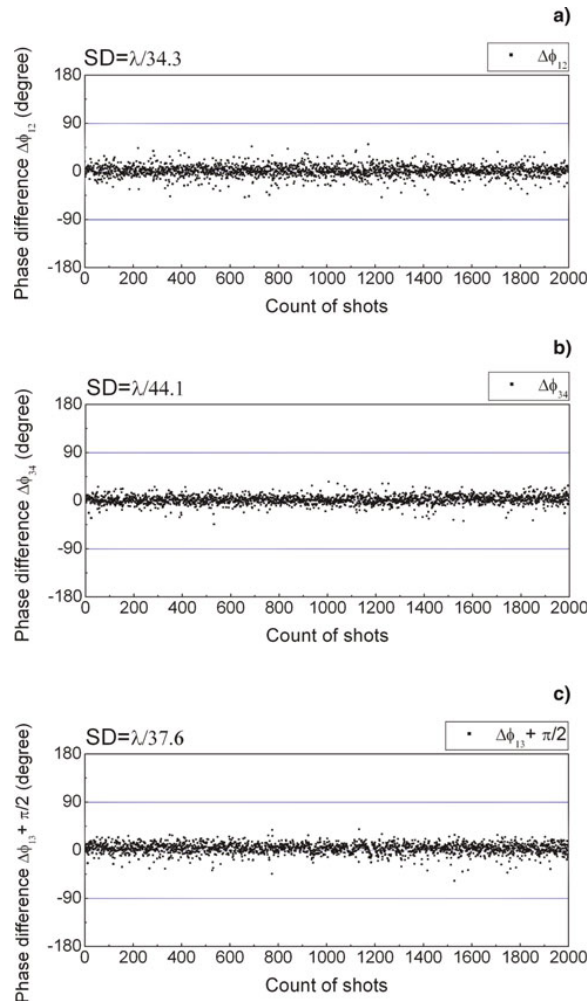 a)
SD=λ/34.3
Δϕ₁₂
Phase difference Δϕ₁₂ (degree)
180
90
0
-90
-180
0 200 400 600 800 1000 1200 1400 1600 1800 2000
Count of shots
b)
SD=λ/44.1
Δϕ₃₄
Phase difference Δϕ₃₄ (degree)
180
90
0
-90
-180
0 200 400 600 800 1000 1200 1400 1600 1800 2000
Count of shots
c)
SD=λ/37.6
Δϕ₁₃ + π/2
Phase difference Δϕ₁₃ + π/2 (degree)
180
90
0
-90
-180
0 200 400 600 800 1000 1200 1400 1600 1800 2000
Count of shots